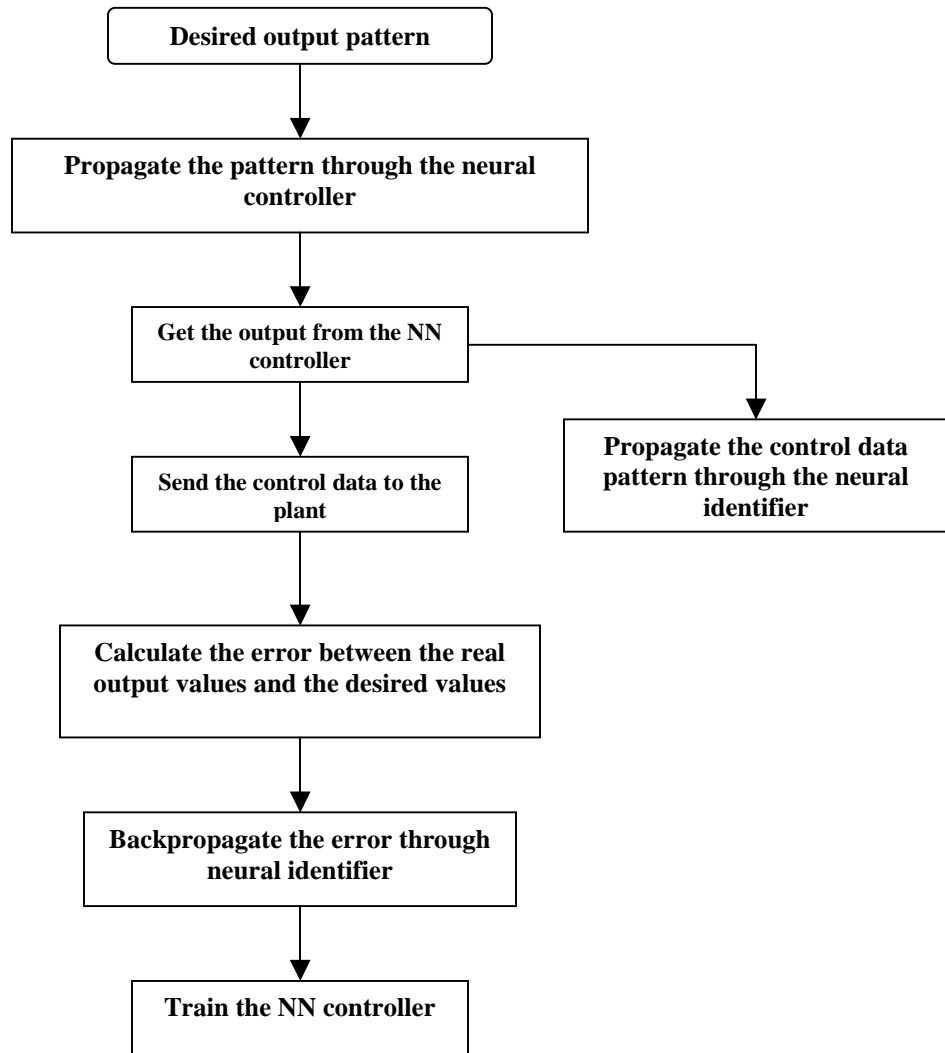 Desired output pattern
Propagate the pattern through the neural
controller
Get the output from the NN
controller
Propagate the control data
pattern through the neural
identifier
Send the control data to the
plant
Calculate the error between the real
output values and the desired values
Backpropagate the error through
neural identifier
Train the NN controller